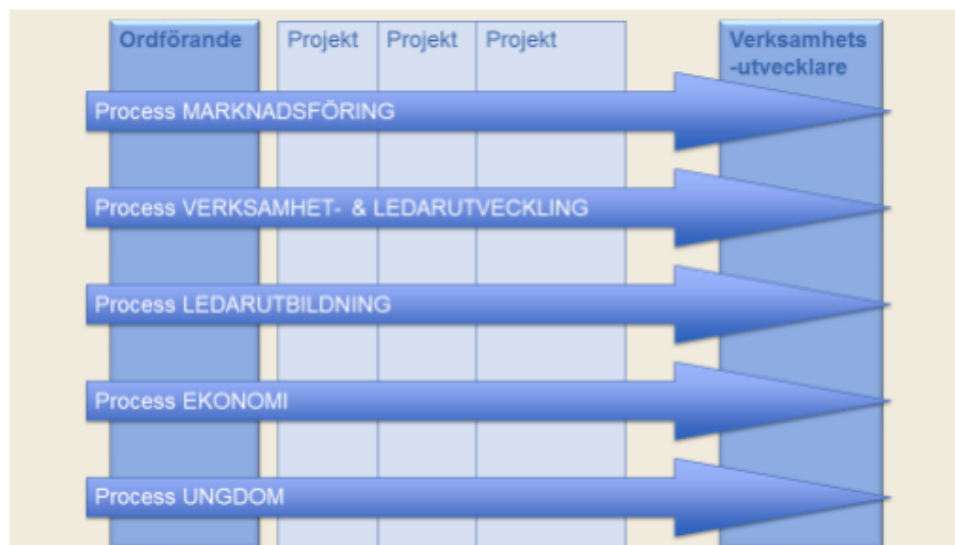 Ordförande
Projekt
Projekt
Projekt
Verksamhets
-utvecklare
Process MARKNADSFÖRING
Process VERKSAMHET- & LEDARUTVECKLING
Process LEDARUTBILDNING
Process EKONOMI
Process UNGDOM